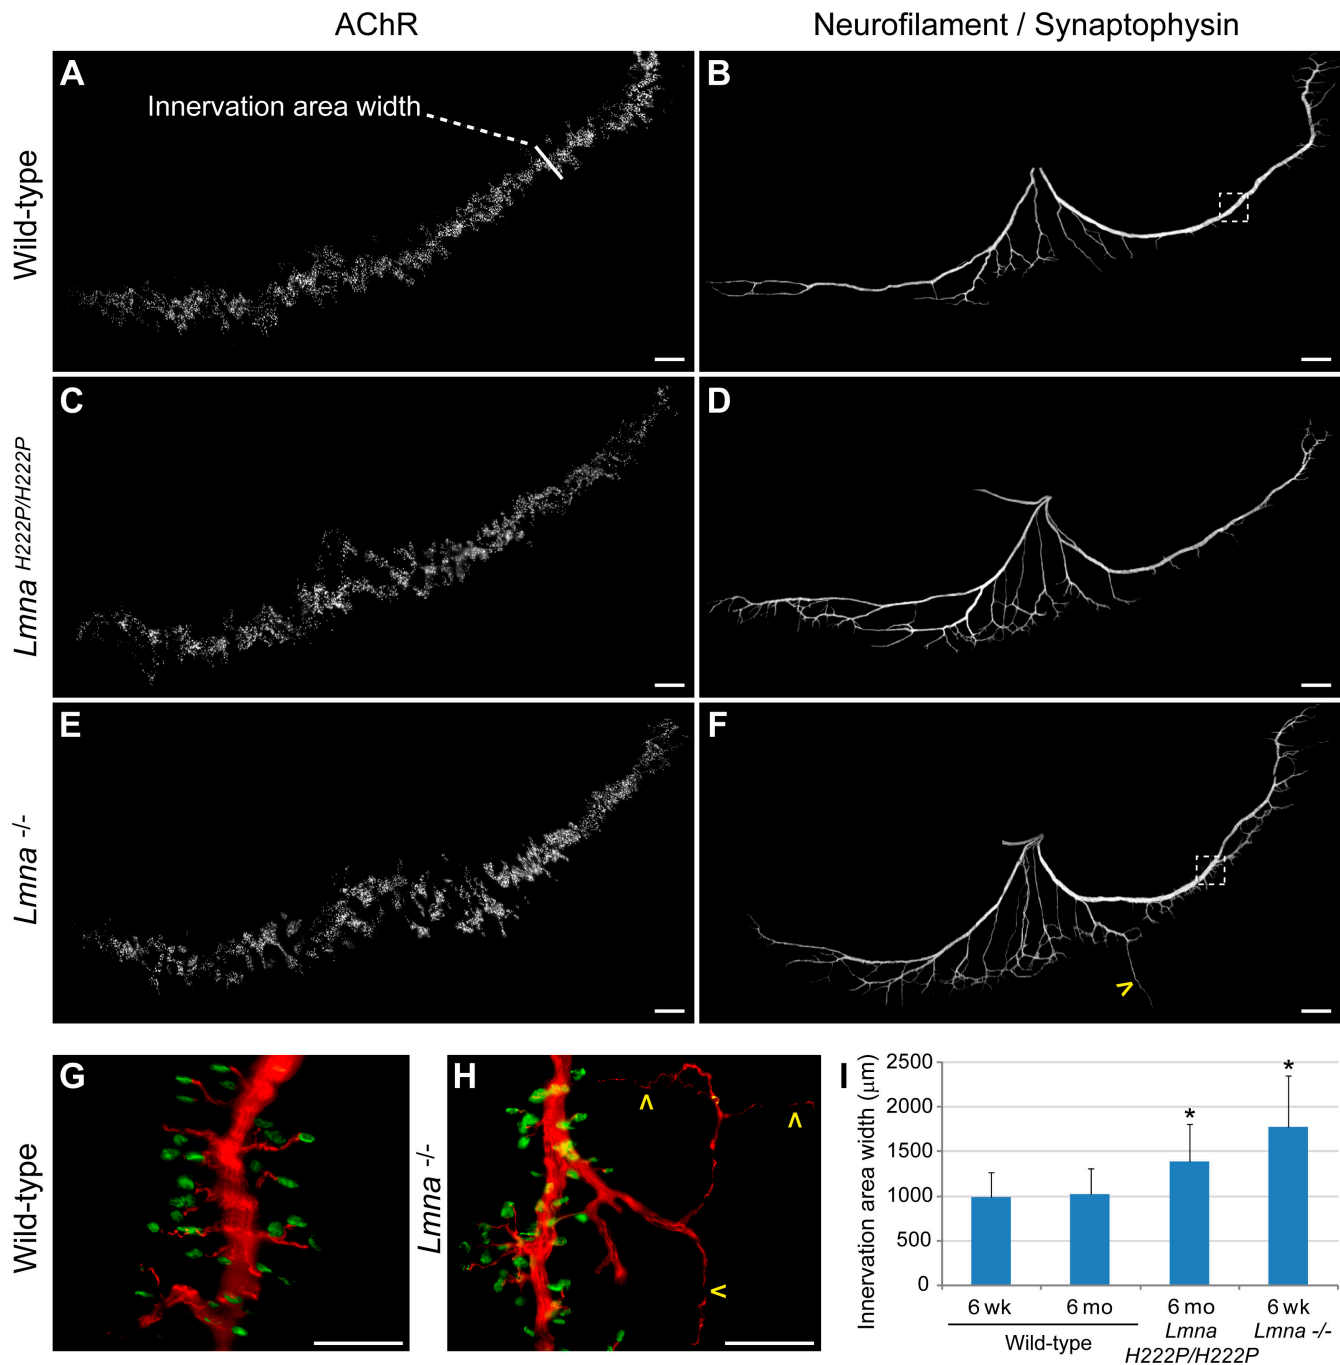 AChR
Neurofilament / Synaptophysin
Wild-type
A
Innervation area width
B
Lmna H222P/H222P
C
D
Lmna -/-
E
F
>
Wild-type
G
Lmna -/-
H
>
>
>
I
Innervation area width (μm)
2500
2000
1500
1000
500
0
*
*
6 wk
6 mo
6 mo
6 wk
Wild-type
Lmna
H222P/H222P
Lmna -/-